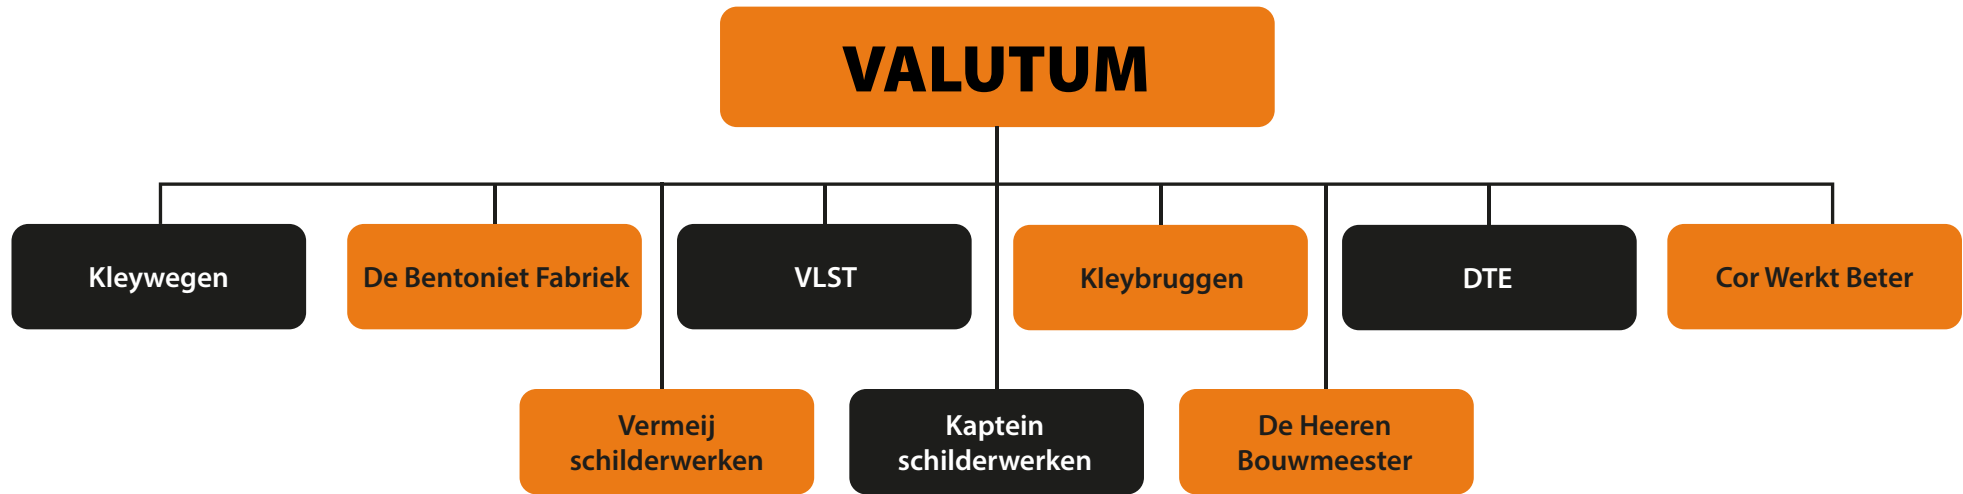 VALUTUM
Kleywegen
De Bentoniet Fabriek
VLST
Kleybruggen
DTE
Cor Werkt Beter
Vermeij
schilderwerken
Kaptein
schilderwerken
De Heeren
Bouwmeester